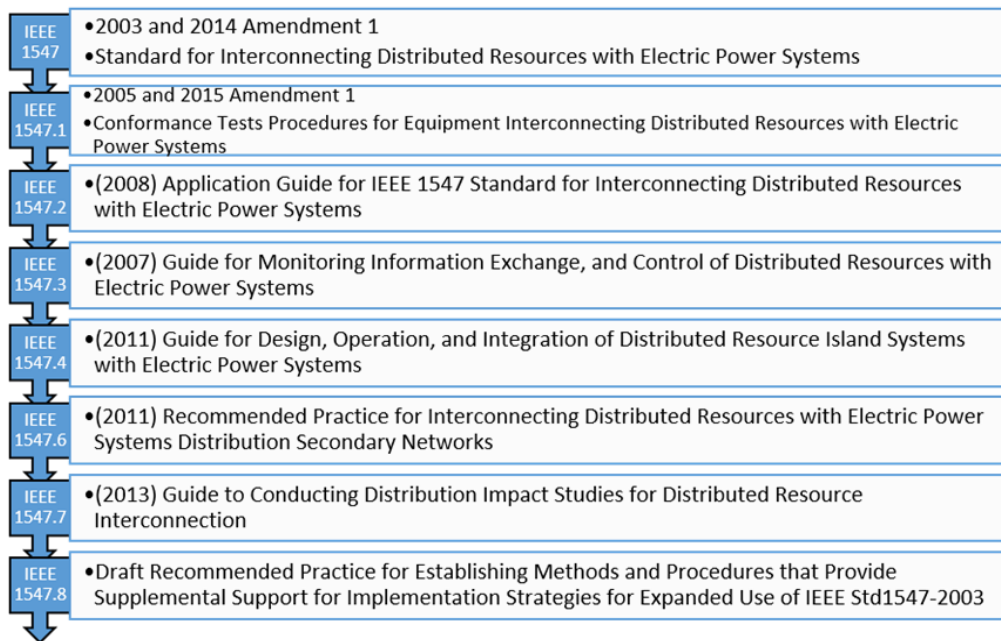 IEEE
1547
•2003 and 2014 Amendment 1
•Standard for Interconnecting Distributed Resources with Electric Power Systems
IEEE
1547.1
•2005 and 2015 Amendment 1
•Conformance Tests Procedures for Equipment Interconnecting Distributed Resources with Electric
Power Systems
IEEE
1547.2
•(2008) Application Guide for IEEE 1547 Standard for Interconnecting Distributed Resources
with Electric Power Systems
IEEE
1547.3
•(2007) Guide for Monitoring Information Exchange, and Control of Distributed Resources with
Electric Power Systems
IEEE
1547.4
•(2011) Guide for Design, Operation, and Integration of Distributed Resource Island Systems
with Electric Power Systems
IEEE
1547.6
•(2011) Recommended Practice for Interconnecting Distributed Resources with Electric Power
Systems Distribution Secondary Networks
IEEE
1547.7
•(2013) Guide to Conducting Distribution Impact Studies for Distributed Resource
Interconnection
IEEE
1547.8
•Draft Recommended Practice for Establishing Methods and Procedures that Provide
Supplemental Support for Implementation Strategies for Expanded Use of IEEE Std1547-2003